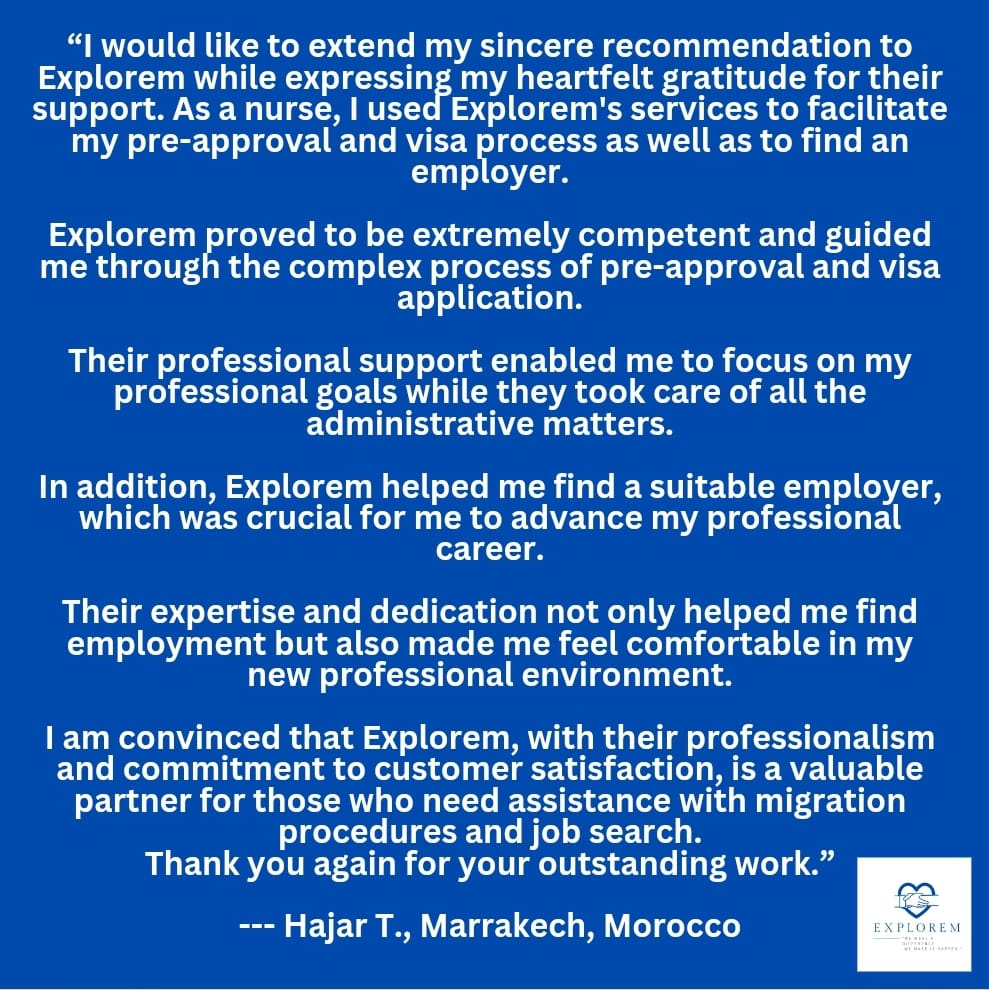 “I would like to extend my sincere recommendation to
Explorem while expressing my heartfelt gratitude for their
support. As a nurse, I used Explorem's services to facilitate
my pre-approval and visa process as well as to find an
employer.
Explorem proved to be extremely competent and guided
me through the complex process of pre-approval and visa
application.
Their professional support enabled me to focus on my
professional goals while they took care of all the
administrative matters.
In addition, Explorem helped me find a suitable employer,
which was crucial for me to advance my professional
career.
Their expertise and dedication not only helped me find
employment but also made me feel comfortable in my
new professional environment.
I am convinced that Explorem, with their professionalism
and commitment to customer satisfaction, is a valuable
partner for those who need assistance with migration
procedures and job search.
Thank you again for your outstanding work.”
--- Hajar T., Marrakech, Morocco
EXPLOREM